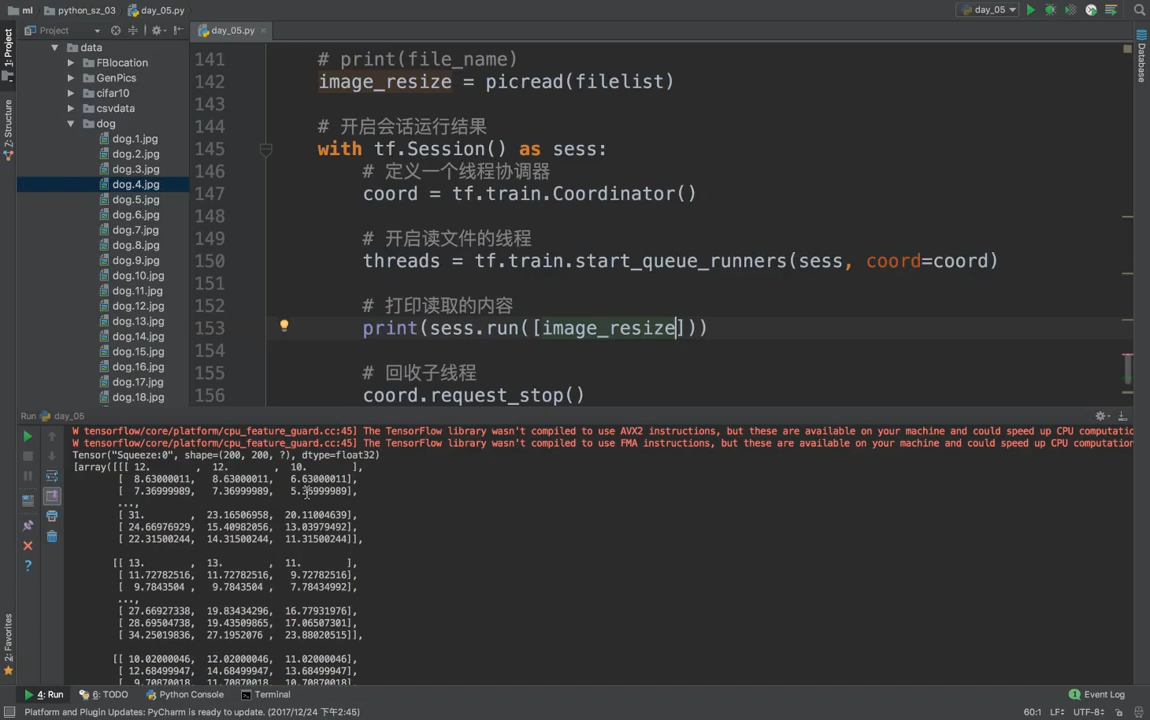 ml python_sz_03 day_05.py day_05
Project day_05.py
data
FBlocation
GenPics
cifar10
csvdata
dog
dog.1.jpg
dog.2.jpg
dog.3.jpg
dog.4.jpg
dog.5.jpg
dog.6.jpg
dog.7.jpg
dog.8.jpg
dog.9.jpg
dog.10.jpg
dog.11.jpg
dog.12.jpg
dog.13.jpg
dog.14.jpg
dog.15.jpg
dog.16.jpg
dog.17.jpg
dog.18.jpg
1: Project
7: Structure
2: Favorites
Database
141 # print(file_name)
142 image_resize = picread(filelist)
143
144 # 开启会话运行结果
145 with tf.Session() as sess:
146 # 定义一个线程协调器
147 coord = tf.train.Coordinator()
148
149 # 开启读文件的线程
150 threads = tf.train.start_queue_runners(sess, coord=coord)
151
152 # 打印读取的内容
153 print(sess.run([image_resize]))
154
155 # 回收子线程
156 coord.request_stop()
Run day_05
W tensorflow/core/platform/cpu_feature_guard.cc:45] The TensorFlow library wasn't compiled to use AVX2 instructions, but these are available on your machine and could speed up CPU computatio
W tensorflow/core/platform/cpu_feature_guard.cc:45] The TensorFlow library wasn't compiled to use FMA instructions, but these are available on your machine and could speed up CPU computation
Tensor("Squeeze:0", shape=(200, 200, ?), dtype=float32)
[array([[[ 12. , 12. , 10. ],
[ 8.63000011, 8.63000011, 6.63000011],
[ 7.36999989, 7.36999989, 5.36999989],
...,
[ 31. , 23.16506958, 20.11004639],
[ 24.66976929, 15.40982056, 13.03979492],
[ 22.31500244, 14.31500244, 11.31500244]],
[[ 13. , 13. , 11. ],
[ 11.72782516, 11.72782516, 9.72782516],
[ 9.7843504 , 9.7843504 , 7.78434992],
...,
[ 27.66927338, 19.83434296, 16.77931976],
[ 28.69504738, 19.43509865, 17.06507301],
[ 34.25019836, 27.1952076 , 23.88020515]],
[[ 10.02000046, 12.02000046, 11.02000046],
[ 12.68499947, 14.68499947, 13.68499947],
[ 9.70870018, 11.70870018, 10.70870018],
4: Run 6: TODO Python Console Terminal 1 Event Log
Platform and Plugin Updates: PyCharm is ready to update. (2017/12/24 下午2:45) 60:1 LF UTF-8